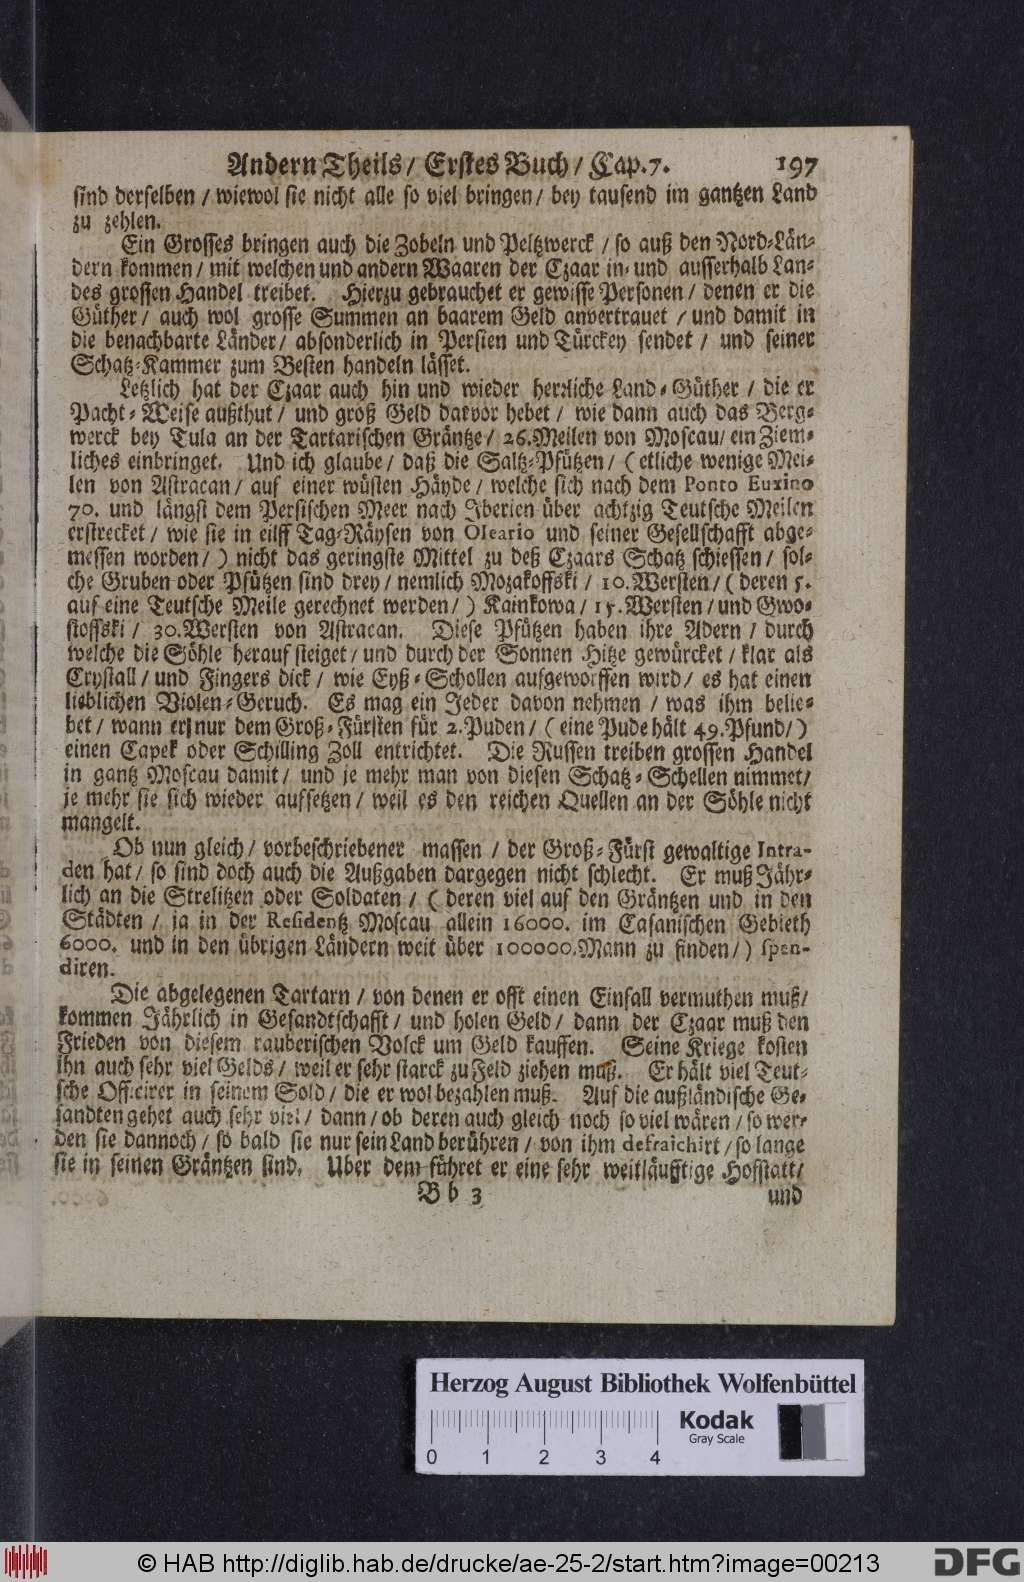 Andern Theils/ Erstes Buch/ Cap. 7. 197
sind derselben / wiewol sie nicht alle so viel bringen/ bey tausend im gantzen Land
zu zehlen.
Ein Grosses bringen auch die Zobeln und Peltzwerck / so auß den Nord-Län-
dern kommen/ mit welchen und andern Waaren der Czaar in- und ausserhalb Lan-
des grossen Handel treibet. Hierzu gebrauchet er gewisse Personen/ denen er die
Güther/ auch wol grosse Summen an baarem Geld anvertrauet / und damit in
die benachbarte Länder/ absonderlich in Persien und Türckey sendet / und seiner
Schatz-Kammer zum Besten handeln lässet.
Letzlich hat der Czaar auch hin und wieder herrliche Land-Güther / die er
Pacht-Weise außthut/ und groß Geld darvor hebet/ wie dann auch das Berg-
werck bey Tula an der Tartarischen Gräntze/ 26. Meilen von Moscau/ ein Ziem-
liches einbringet. Und ich glaube/ daß die Saltz-Pfützen/ (etliche wenige Mei-
len von Astracan/ auf einer wüsten Häyde/ welche sich nach dem Ponto Euxino
70. und längst dem Persischen Meer nach Iberien über achtzig Teutsche Meilen
erstrecket/ wie sie in eilff Tag-Räysen von Oleario und seiner Gesellschafft abge-
messen worden/) nicht das geringste Mittel zu deß Czaars Schatz schiessen/ sol-
che Gruben oder Pfützen sind drey/ nemlich Mozakoffski/ 10. Wersten/ (deren 5.
auf eine Teutsche Meile gerechnet werden/) Kainkowa/ 15. Wersten/ und Gwo-
stoffski/ 30. Wersten von Astracan. Diese Pfützen haben ihre Adern/ durch
welche die Söhle herauf steiget/ und durch der Sonnen Hitze gewürcket/ klar als
Crystall/ und Fingers dick/ wie Eyß-Schollen aufgeworffen wird/ es hat einen
lieblichen Violen-Geruch. Es mag ein Jeder davon nehmen/ was ihm belie-
bet/ wann er nur dem Groß-Fürsten für 2. Puden/ (eine Pude hält 49. Pfund/)
einen Capek oder Schilling Zoll entrichtet. Die Russen treiben grossen Handel
in gantz Moscau damit/ und je mehr man von diesen Schatz-Schellen nimmet/
je mehr sie sich wieder aufsetzen/ weil es den reichen Quellen an der Söhle nicht
mangelt.
Ob nun gleich/ vorbeschriebener massen/ der Groß-Fürst gewaltige Intra-
den hat/ so sind doch auch die Außgaben dargegen nicht schlecht. Er muß Jähr-
lich an die Strelitzen oder Soldaten/ (deren viel auf den Gräntzen und in den
Städten/ ja in der Residentz Moscau allein 16000. im Casanischen Gebieth
6000. und in den übrigen Ländern weit über 100000. Mann zu finden/) spen-
diren.
Die abgelegenen Tartarn/ von denen er offt einen Einfall vermuthen muß/
kommen Jährlich in Gesandtschafft/ und holen Geld/ dann der Czaar muß den
Frieden von diesem rauberischen Volck um Geld kauffen. Seine Kriege kosten
ihn auch sehr viel Gelds/ weil er sehr starck zu Feld ziehen muß. Er hält viel Teut-
sche Officirer in seinem Sold/ die er wol bezahlen muß. Auf die außländische Ge-
sandten gehet auch sehr viel/ dann/ ob deren auch gleich noch so viel wären/ so wer-
den sie dannoch/ so bald sie nur sein Land berühren/ von ihm defraichirt/ so lange
sie in seinen Gräntzen sind. Uber dem führet er eine sehr weitläufftige Hofstatt/
B b 3 und
Herzog August Bibliothek Wolfenbüttel
Kodak
Gray Scale
0 1 2 3 4
© HAB http://diglib.hab.de/drucke/ae-25-2/start.htm?image=00213
DFG